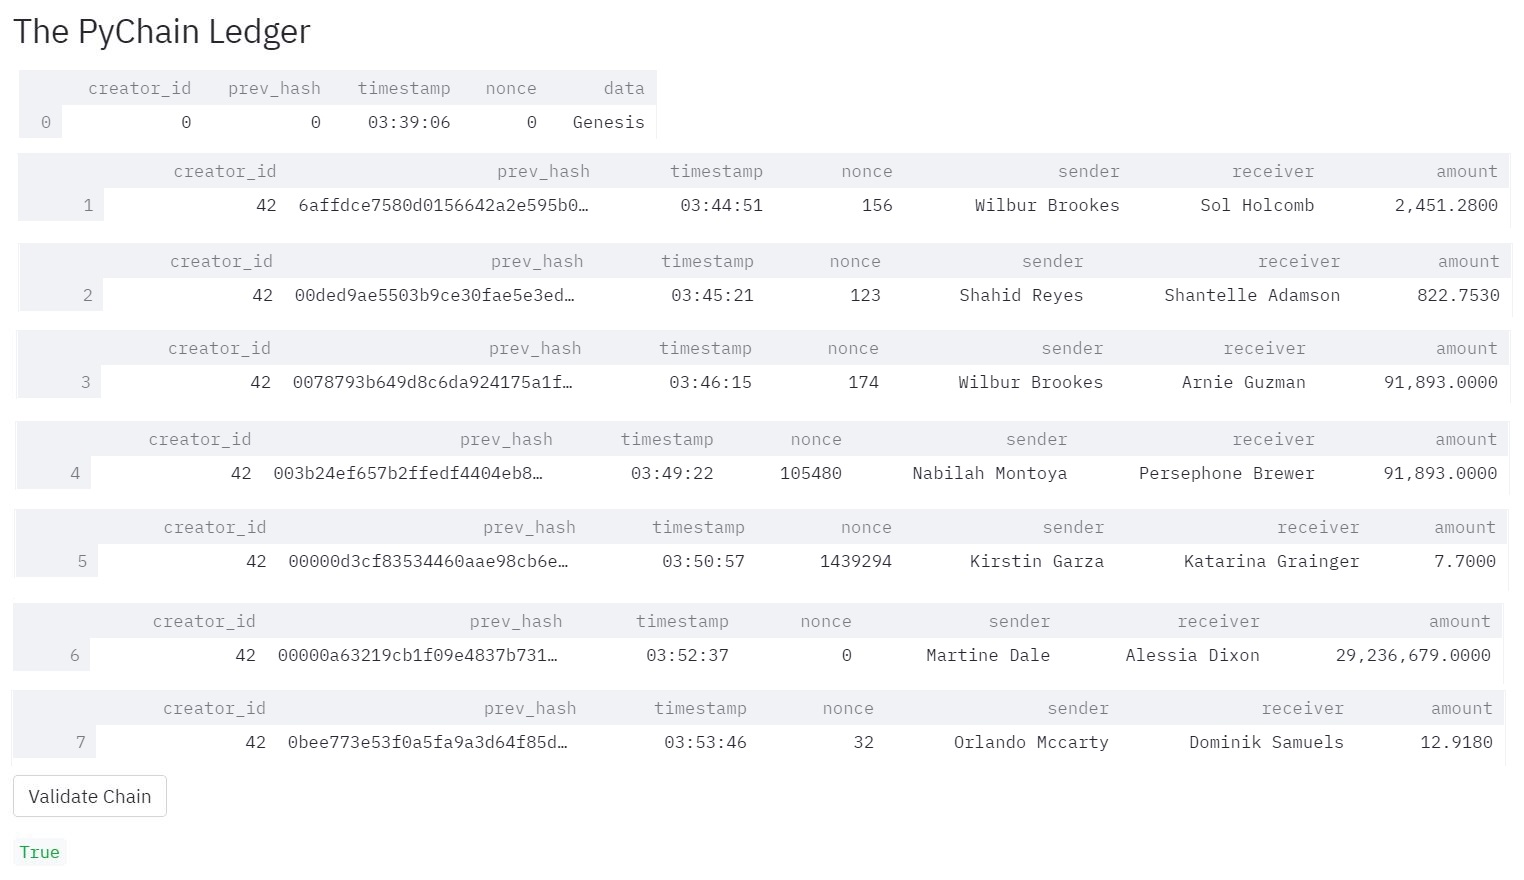 The PyChain Ledger
creator_id prev_hash timestamp nonce data
0 0 0 03:39:06 0 Genesis
creator_id prev_hash timestamp nonce sender receiver amount
1 42 6affdce7580d0156642a2e595b0… 03:44:51 156 Wilbur Brookes Sol Holcomb 2,451.2800
creator_id prev_hash timestamp nonce sender receiver amount
2 42 00ded9ae5503b9ce30fae5e3ed… 03:45:21 123 Shahid Reyes Shantelle Adamson 822.7530
creator_id prev_hash timestamp nonce sender receiver amount
3 42 0078793b649d8c6da924175a1f… 03:46:15 174 Wilbur Brookes Arnie Guzman 91,893.0000
creator_id prev_hash timestamp nonce sender receiver amount
4 42 003b24ef657b2ffedf4404eb8… 03:49:22 105480 Nabilah Montoya Persephone Brewer 91,893.0000
creator_id prev_hash timestamp nonce sender receiver amount
5 42 00000d3cf83534460aae98cb6e… 03:50:57 1439294 Kirstin Garza Katarina Grainger 7.7000
creator_id prev_hash timestamp nonce sender receiver amount
6 42 00000a63219cb1f09e4837b731… 03:52:37 0 Martine Dale Alessia Dixon 29,236,679.0000
creator_id prev_hash timestamp nonce sender receiver amount
7 42 0bee773e53f0a5fa9a3d64f85d… 03:53:46 32 Orlando Mccarty Dominik Samuels 12.9180
Validate Chain
True